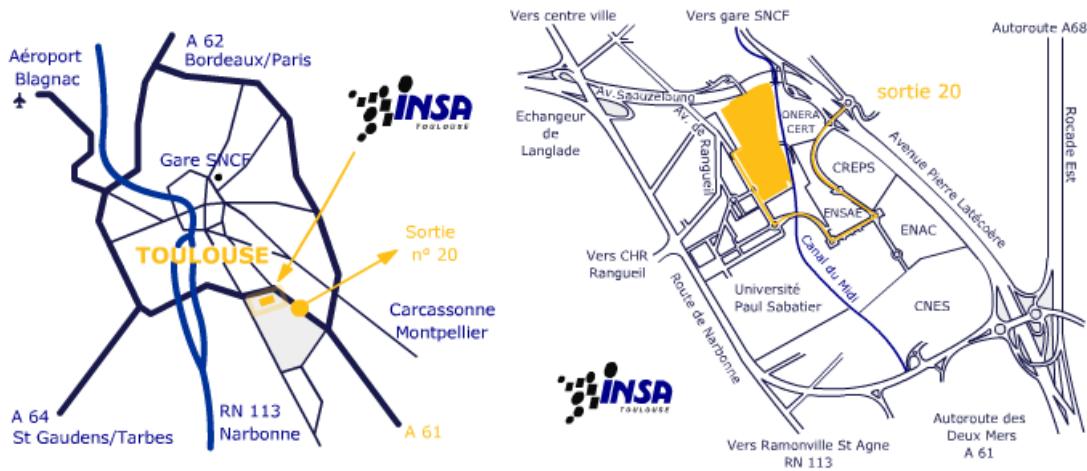 A 62
Bordeaux/Paris
Aéroport
Blagnac
INSA
TOULOUSE
Gare SNCF
TOULOUSE
Sortie
n° 20
Carcassonne
Montpellier
A 64
St Gaudens/Tarbes
RN 113
Narbonne
A 61
Vers centre ville
Vers gare SNCF
Autoroute A68
Av.Saouzeloung
sortie 20
Echangeur
de
Langlade
Av. de Rangueil
ONERA
CERT
CREPS
Avenue Pierre Latécoère
Rocade Est
ENSAE
ENAC
Vers CHR
Rangueil
Canal du Midi
Université
Paul Sabatier
CNES
Route de Narbonne
INSA
TOULOUSE
Autoroute des
Deux Mers
A 61
Vers Ramonville St Agne
RN 113